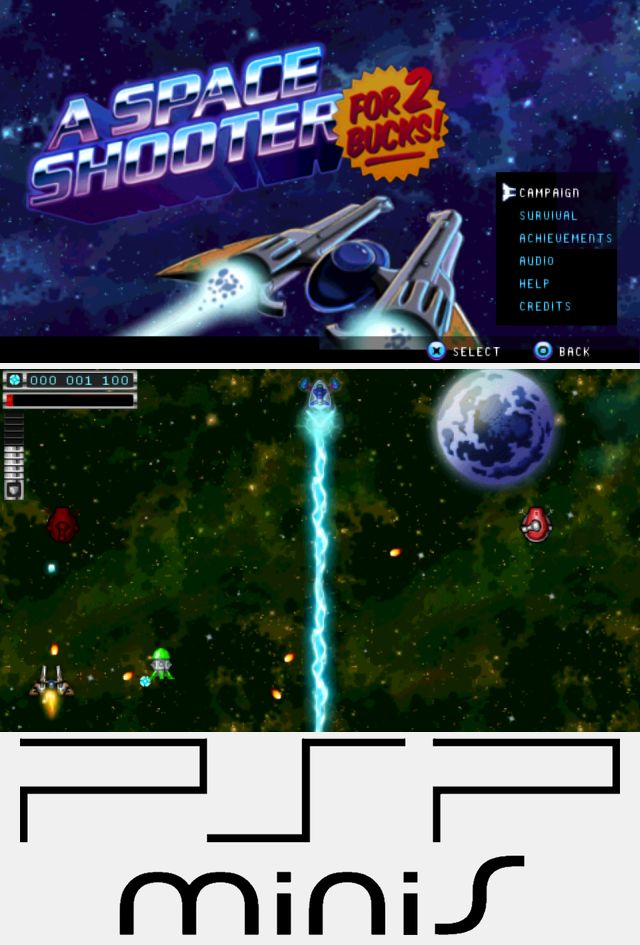 A SPACE
SHOOTER
FOR 2
BUCKS!
CAMPAIGN
SURVIVAL
ACHIEVEMENTS
AUDIO
HELP
CREDITS
SELECT
BACK
000 001 100
PSP
minis